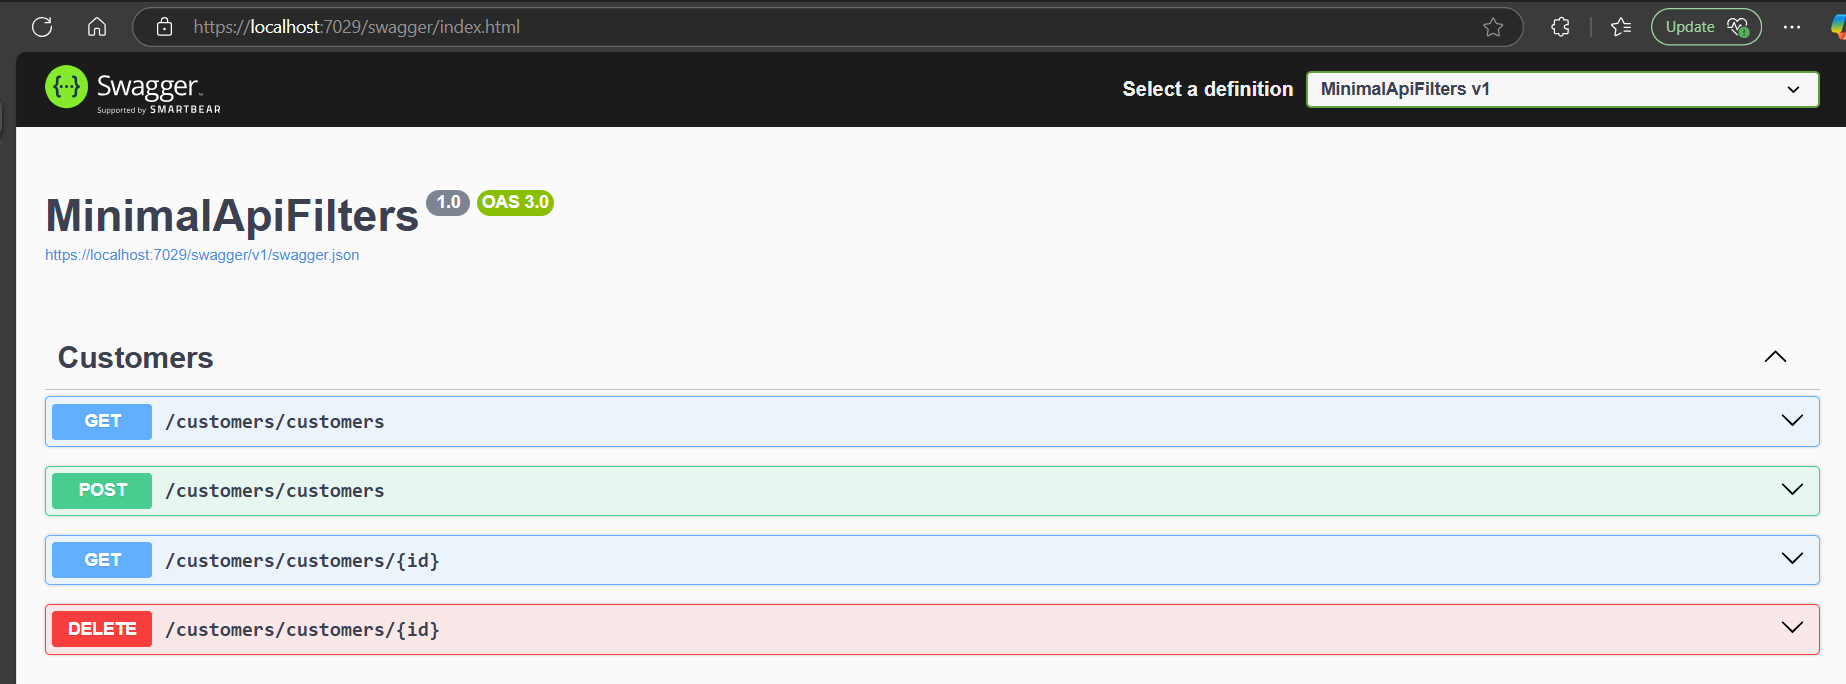 https://localhost:7029/swagger/index.html
Update
Swagger
Supported by SMARTBEAR
Select a definition
MinimalApiFilters v1
MinimalApiFilters 1.0 OAS 3.0
https://localhost:7029/swagger/v1/swagger.json
Customers
GET /customers/customers
POST /customers/customers
GET /customers/customers/{id}
DELETE /customers/customers/{id}